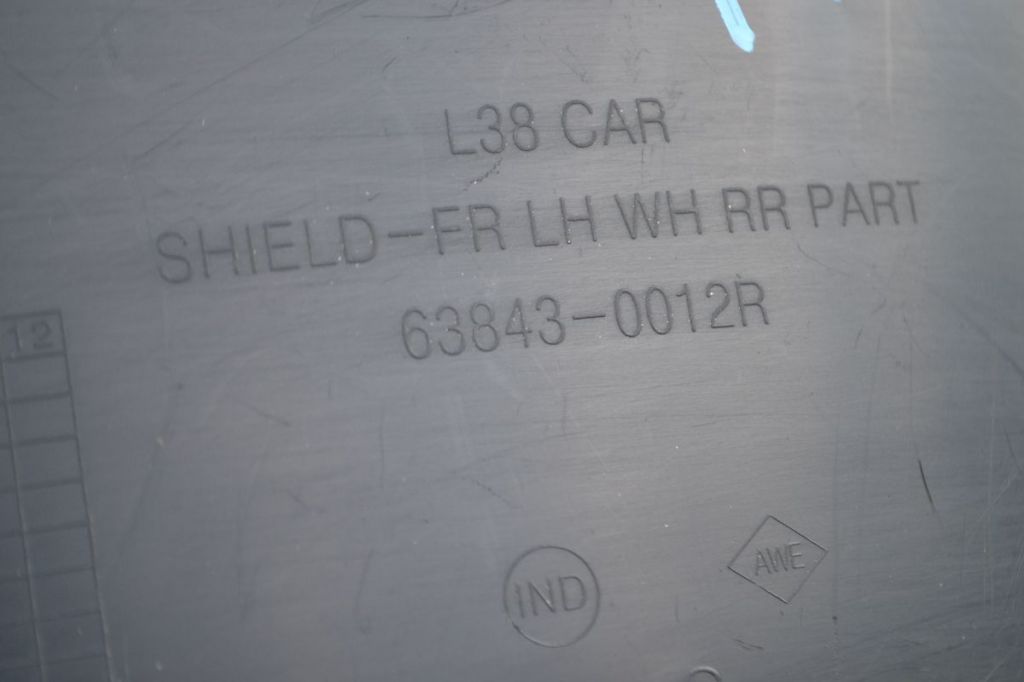 L38 CAR
SHIELD-FR LH WH RR PART
63843-0012R
12
IND
AWE